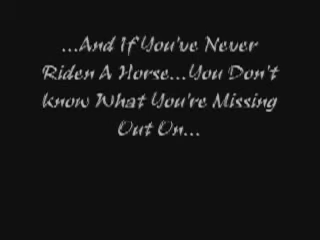 ...And If You've Never
Riden A Horse...You Don't
Know What You're Missing
Out On...